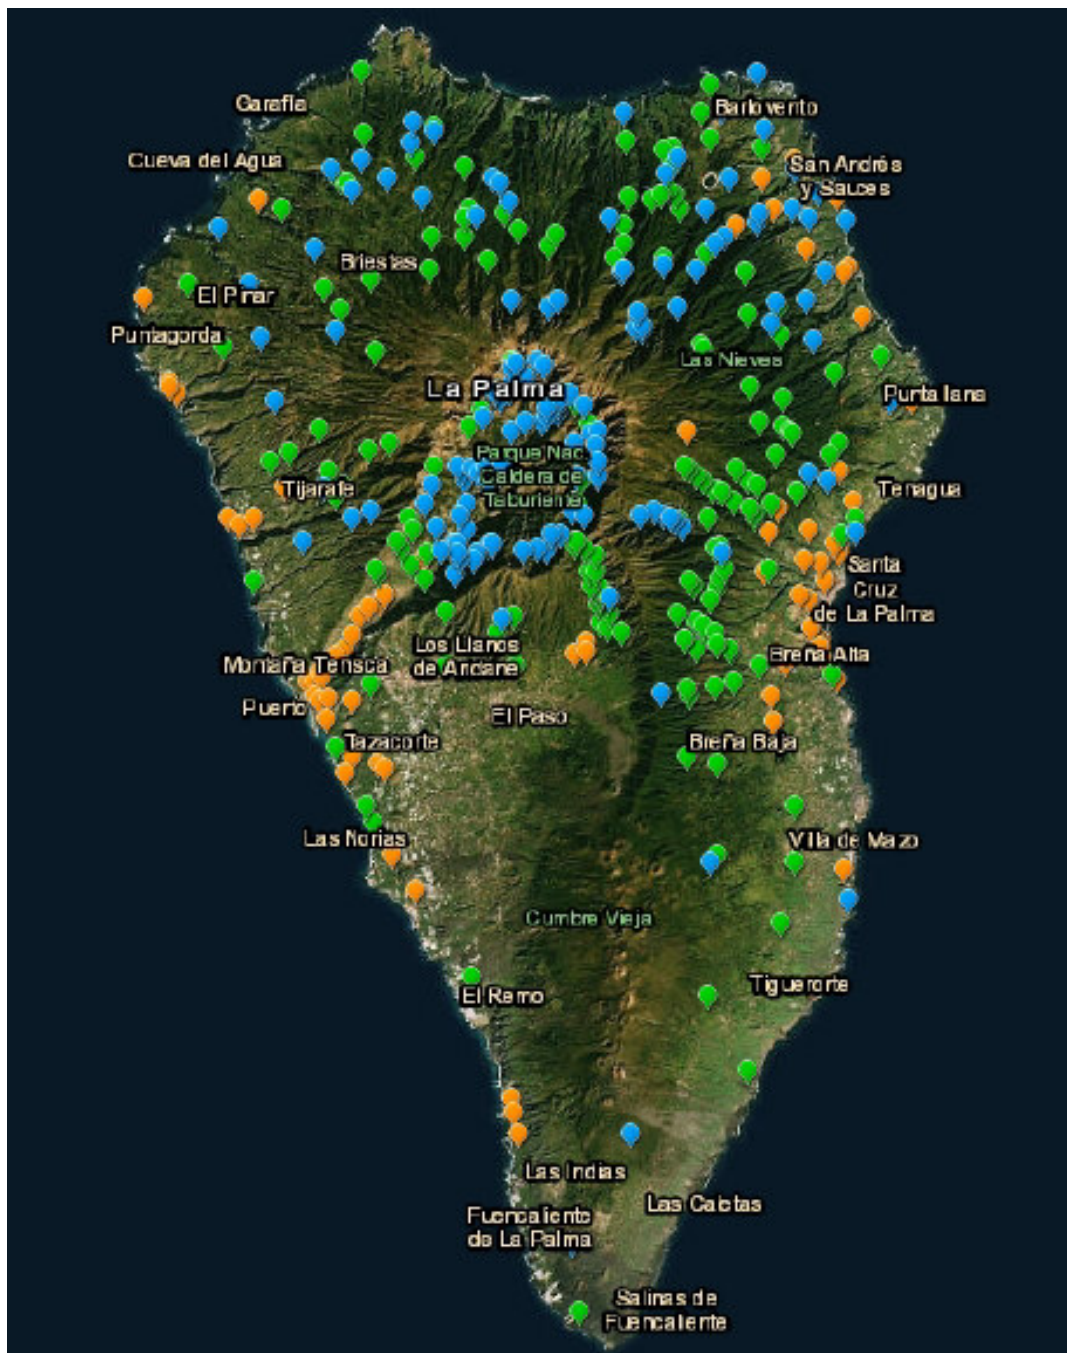 Garafía
Barlovento
Cueva del Agua
San Andrés
y Sauces
Briestas
El Pinar
Puntagorda
Las Nieves
La Palma
Puntallana
Parque Nac.
Caldera de
Taburiente
Tijarafe
Tenagua
Santa
Cruz
de La Palma
Los Llanos
de Aridane
Breña Alta
Montaña Tenisca
Puerto
El Paso
Tazacorte
Breña Baja
Las Norias
Villa de Mazo
Cumbre Vieja
Tiguerorte
El Remo
Las Indias
Las Caletas
Fuencaliente
de La Palma
Salinas de
Fuencaliente